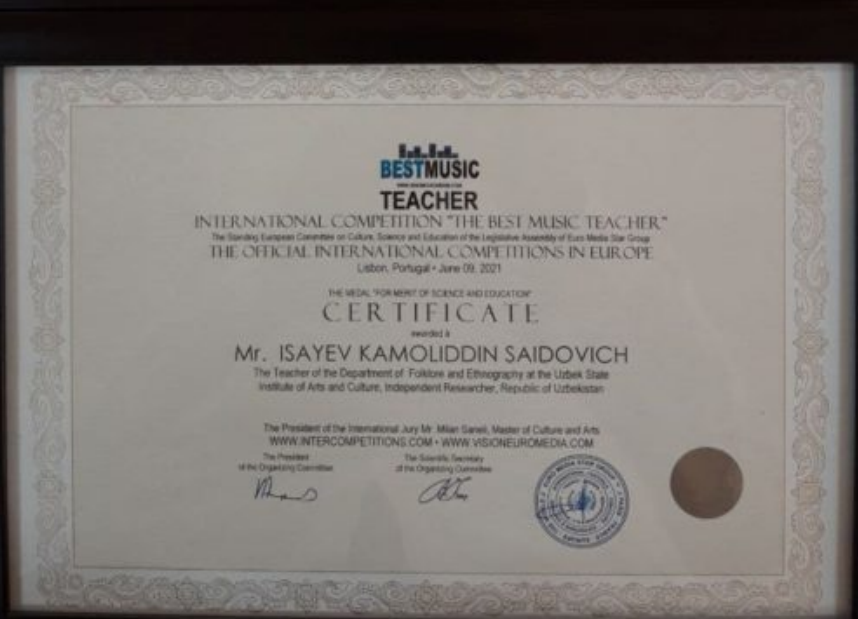 BESTMUSIC
TEACHER
INTERNATIONAL COMPETITION "THE BEST MUSIC TEACHER"
The Standing European Committee on Culture, Science and Education of the Legislative Assembly of Euro Media Star Group
THE OFFICIAL INTERNATIONAL COMPETITIONS IN EUROPE
Lisbon, Portugal • June 09, 2021
THE MEDAL "FOR MERIT OF SCIENCE AND EDUCATION"
CERTIFICATE
awarded a
Mr. ISAYEV KAMOLIDDIN SAIDOVICH
The Teacher of the Department of Folklore and Ethnography at the Uzbek State
Institute of Arts and Culture, Independent Researcher, Republic of Uzbekistan
The President of the International Jury Mr. Milan Saneli, Master of Culture and Arts
WWW.INTERCOMPETITIONS.COM • WWW.VISIONEUROMEDIA.COM
The President
of the Organizing Committee
The Scientific Secretary
of the Organizing Committee
EURO MEDIA STAR GROUP